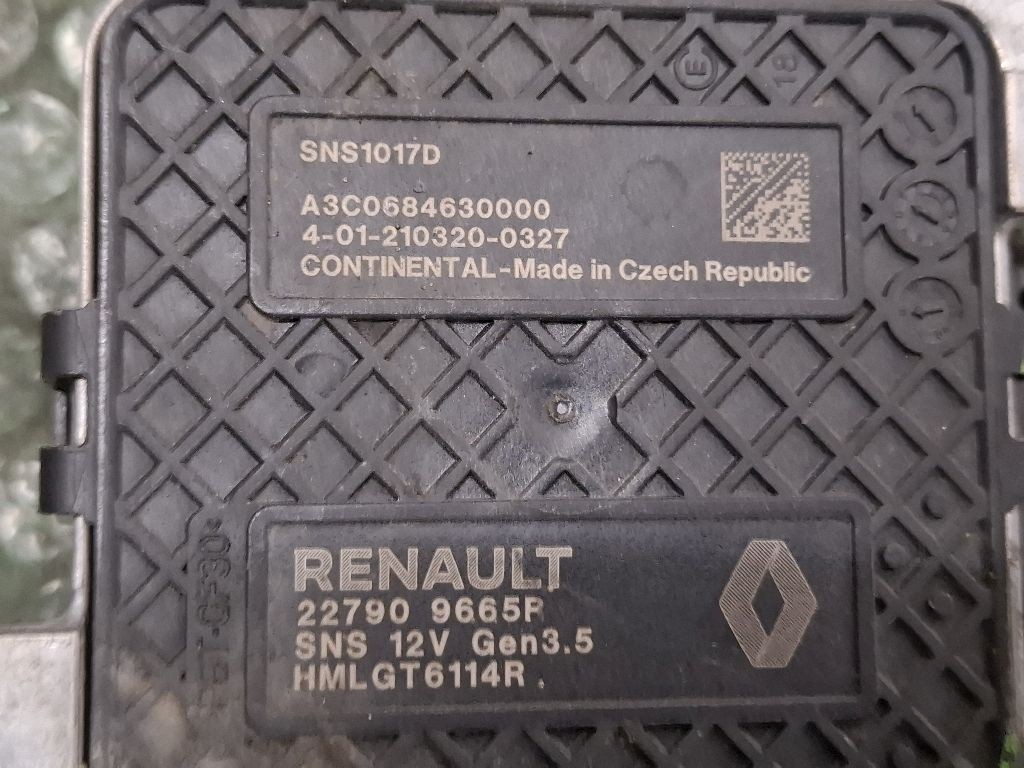 E
18
SNS1017D
A3C0684630000
4-01-210320-0327
CONTINENTAL-Made in Czech Republic
RENAULT
22790 9665R
SNS 12V Gen3.5
HMLGT6114R